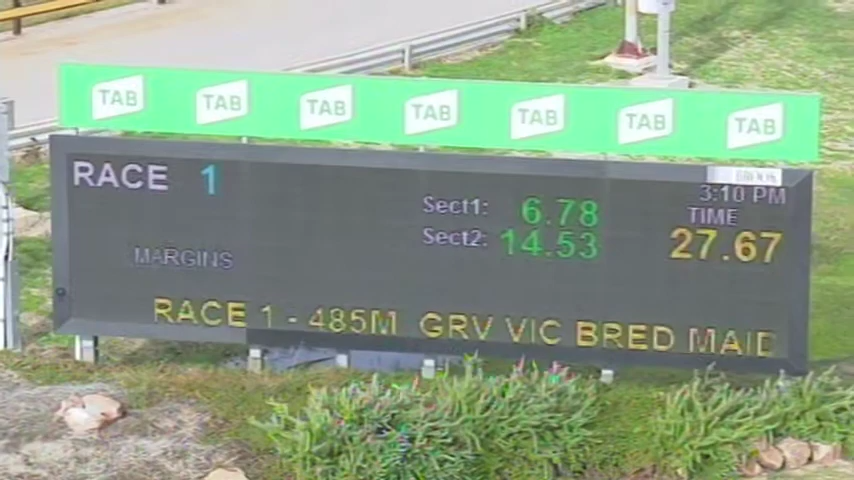 TAB TAB TAB TAB TAB TAB TAB
RACE 1
3:10 PM
Sect1: 6.78
TIME
Sect2: 14.53
27.67
MARGINS
RACE 1 - 485M GRV VIC BRED MAID